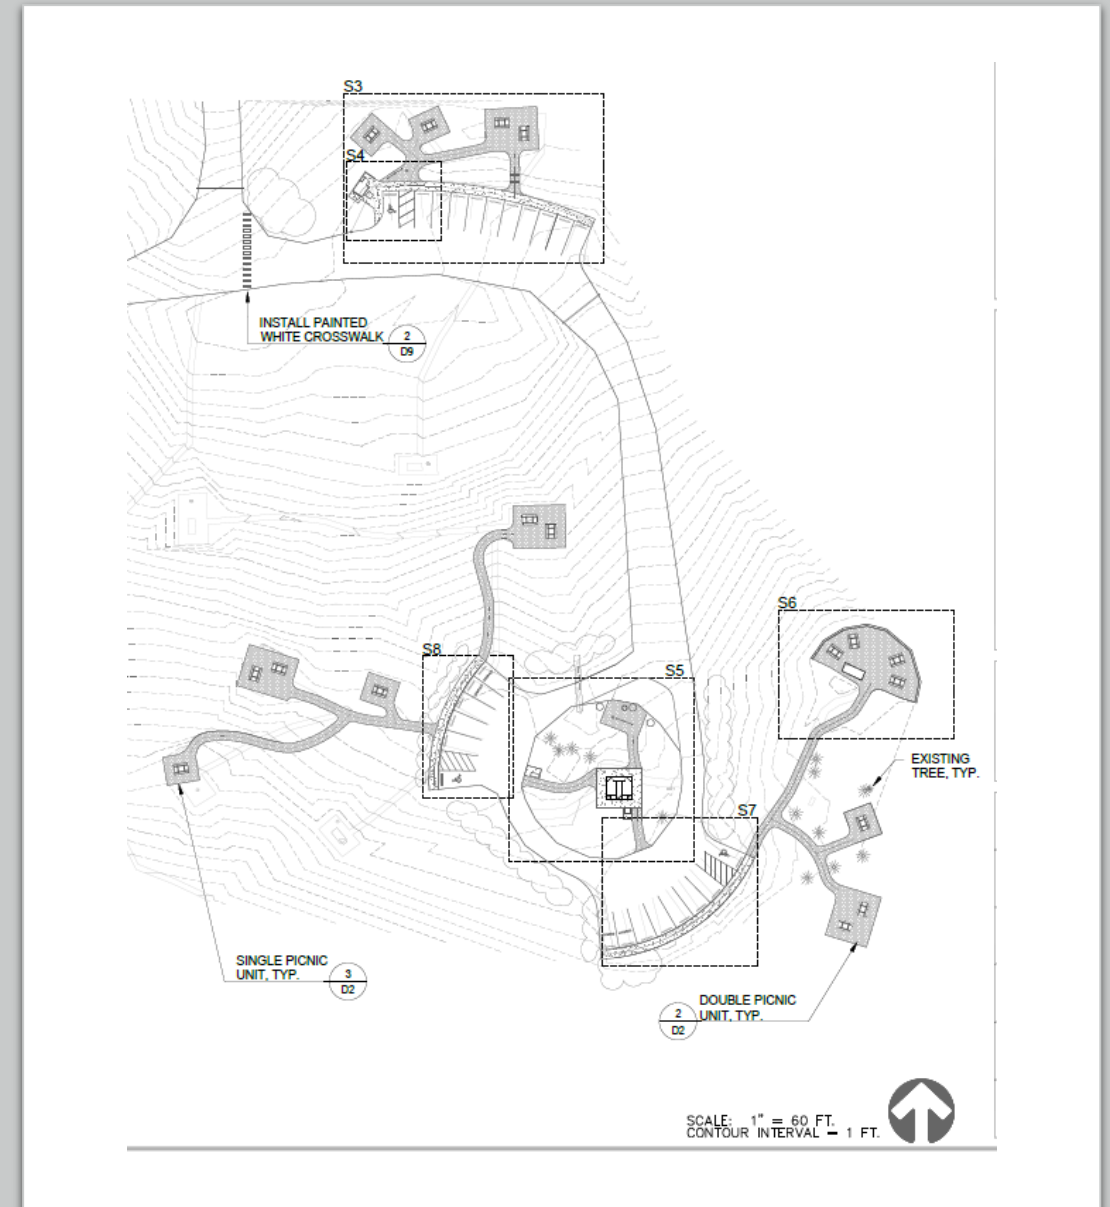 S3
S4
INSTALL PAINTED
WHITE CROSSWALK
2
D9
S6
S8
S5
EXISTING
TREE, TYP.
S7
SINGLE PICNIC
UNIT, TYP.
3
D2
DOUBLE PICNIC
UNIT, TYP.
2
D2
SCALE: 1" = 60 FT.
CONTOUR INTERVAL - 1 FT.